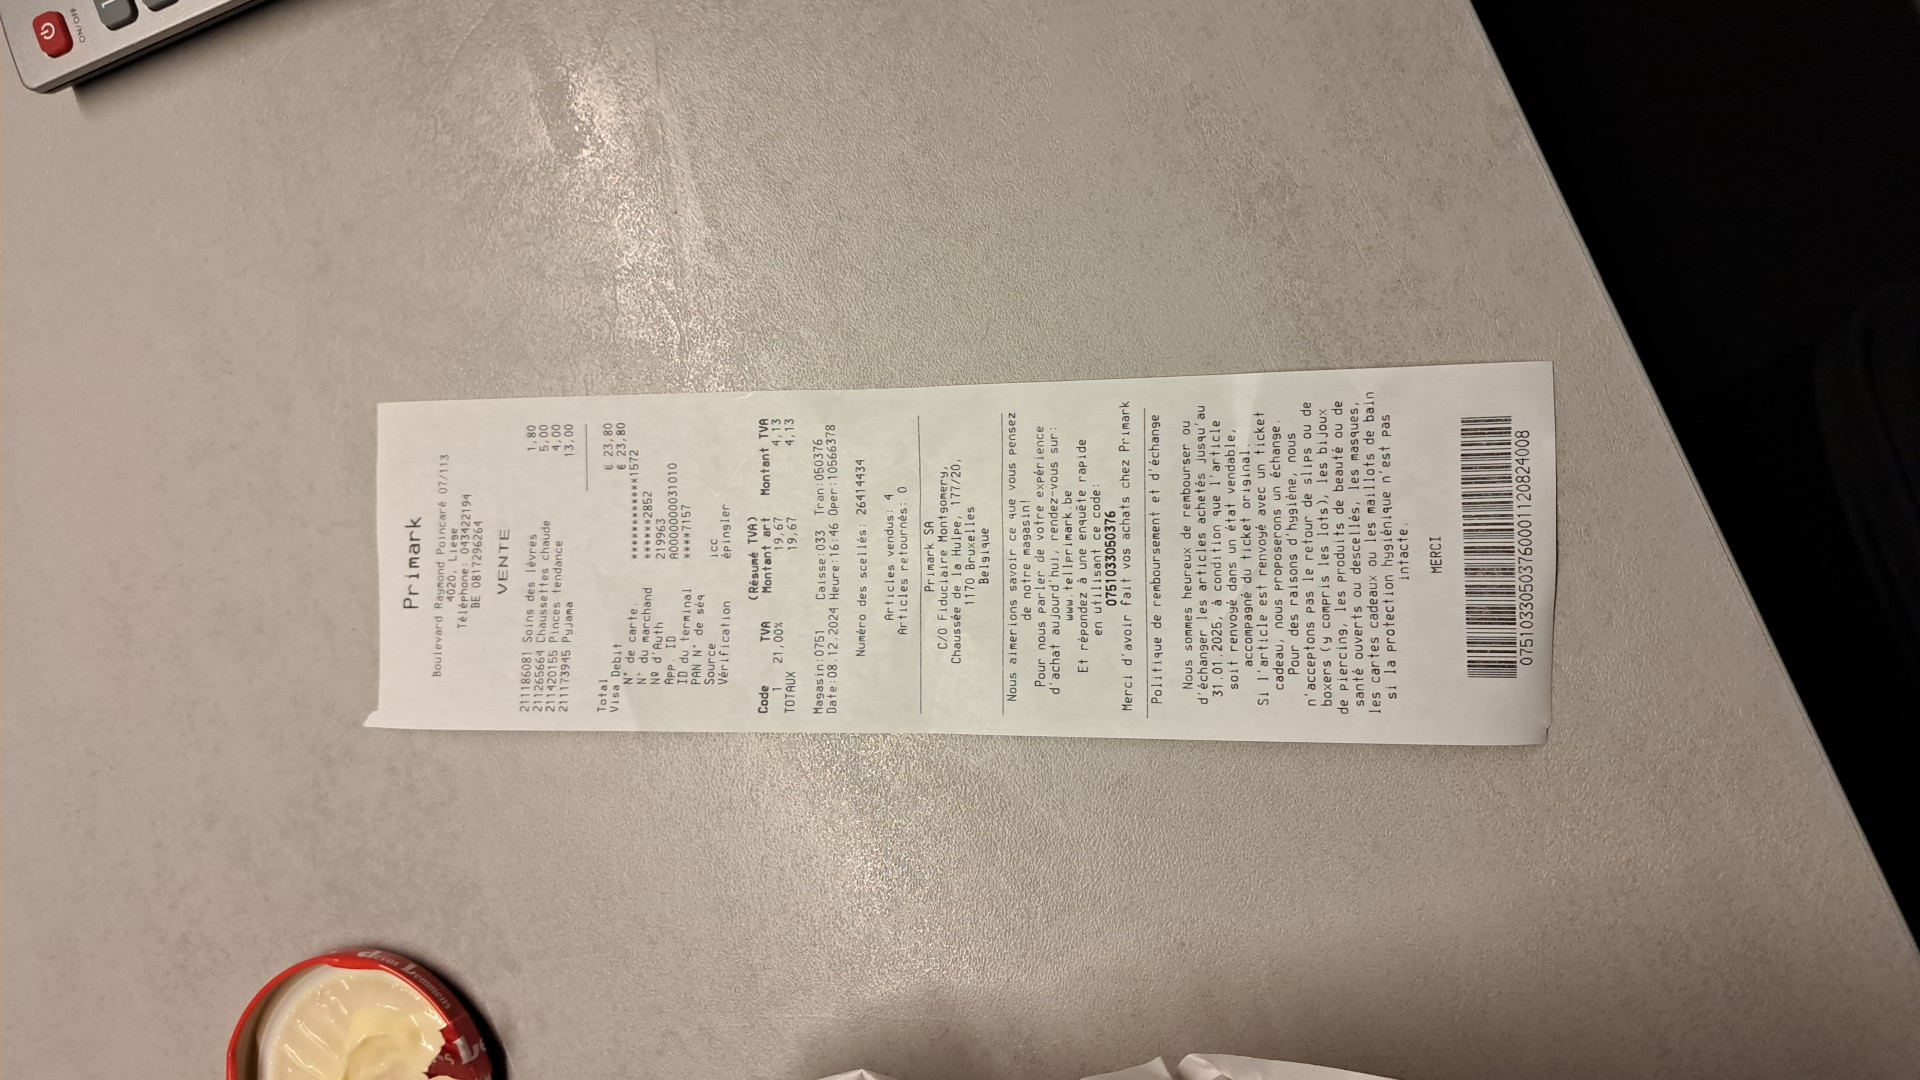 Primark
Boulevard Raymond Poincaré 07/113
4020, Liege
Téléphone: 043422194
BE 0817296264
VENTE
211186081 Soins des lèvres 1,80
211265664 Chaussettes chaude 5,00
211420155 Pinces tendance 4,00
211173945 Pyjama 13,00
Total € 23,80
Visa Debit € 23,80
N° de carte. ************1572
N° du marchand ******2852
Nº d'Auth 219963
APP ID A0000000031010
ID du terminal ****7157
PAN N° de séq
Source icc
Vérification épingler
(Résumé TVA)
Code TVA Montant art Montant TVA
1 21,00% 19,67 4,13
TOTAUX 19,67 4,13
Magasin:0751 Caisse:033 Tran:050376
Date:08.12.2024 Heure:16:46 Oper:10566378
Numéro des scellés: 26414434
Articles vendus: 4
Articles retournés: 0
Primark SA
C/O Fiduciaire Montgomery,
Chaussée de la Hulpe, 177/20,
1170 Bruxelles
Belgique
Nous aimerions savoir ce que vous pensez
de notre magasin!
Pour nous parler de votre expérience
d'achat aujourd'hui, rendez-vous sur:
www.tellprimark.be
Et répondez à une enquête rapide
en utilisant ce code:
0751033050376
Merci d'avoir fait vos achats chez Primark
Politique de remboursement et d'échange
Nous sommes heureux de rembourser ou
d'échanger les articles achetés jusqu'au
31.01.2025, à condition que l'article
soit renvoyé dans un état vendable,
accompagné du ticket original.
Si l'article est renvoyé avec un ticket
cadeau, nous proposerons un échange.
Pour des raisons d'hygiène, nous
n'acceptons pas le retour de slips ou de
boxers (y compris les lots), les bijoux
de piercing, les produits de beauté ou de
santé ouverts ou descellés, les masques,
les cartes cadeaux ou les maillots de bain
si la protection hygiénique n'est pas
intacte.
MERCI
07510330503760001120824008
ON/OFF
1